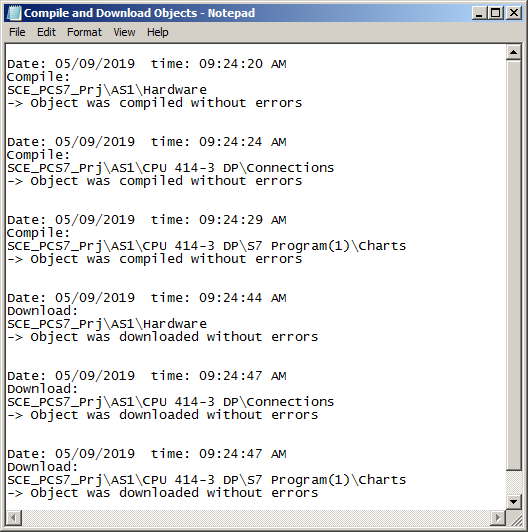 Compile and Download Objects - Notepad
File Edit Format View Help
Date: 05/09/2019  time: 09:24:20 AM
Compile:
SCE_PCS7_Prj\AS1\Hardware
-> Object was compiled without errors
Date: 05/09/2019  time: 09:24:24 AM
Compile:
SCE_PCS7_Prj\AS1\CPU 414-3 DP\Connections
-> Object was compiled without errors
Date: 05/09/2019  time: 09:24:29 AM
Compile:
SCE_PCS7_Prj\AS1\CPU 414-3 DP\S7 Program(1)\Charts
-> Object was compiled without errors
Date: 05/09/2019  time: 09:24:44 AM
Download:
SCE_PCS7_Prj\AS1\Hardware
-> Object was downloaded without errors
Date: 05/09/2019  time: 09:24:47 AM
Download:
SCE_PCS7_Prj\AS1\CPU 414-3 DP\Connections
-> Object was downloaded without errors
Date: 05/09/2019  time: 09:24:47 AM
Download:
SCE_PCS7_Prj\AS1\CPU 414-3 DP\S7 Program(1)\Charts
-> Object was downloaded without errors